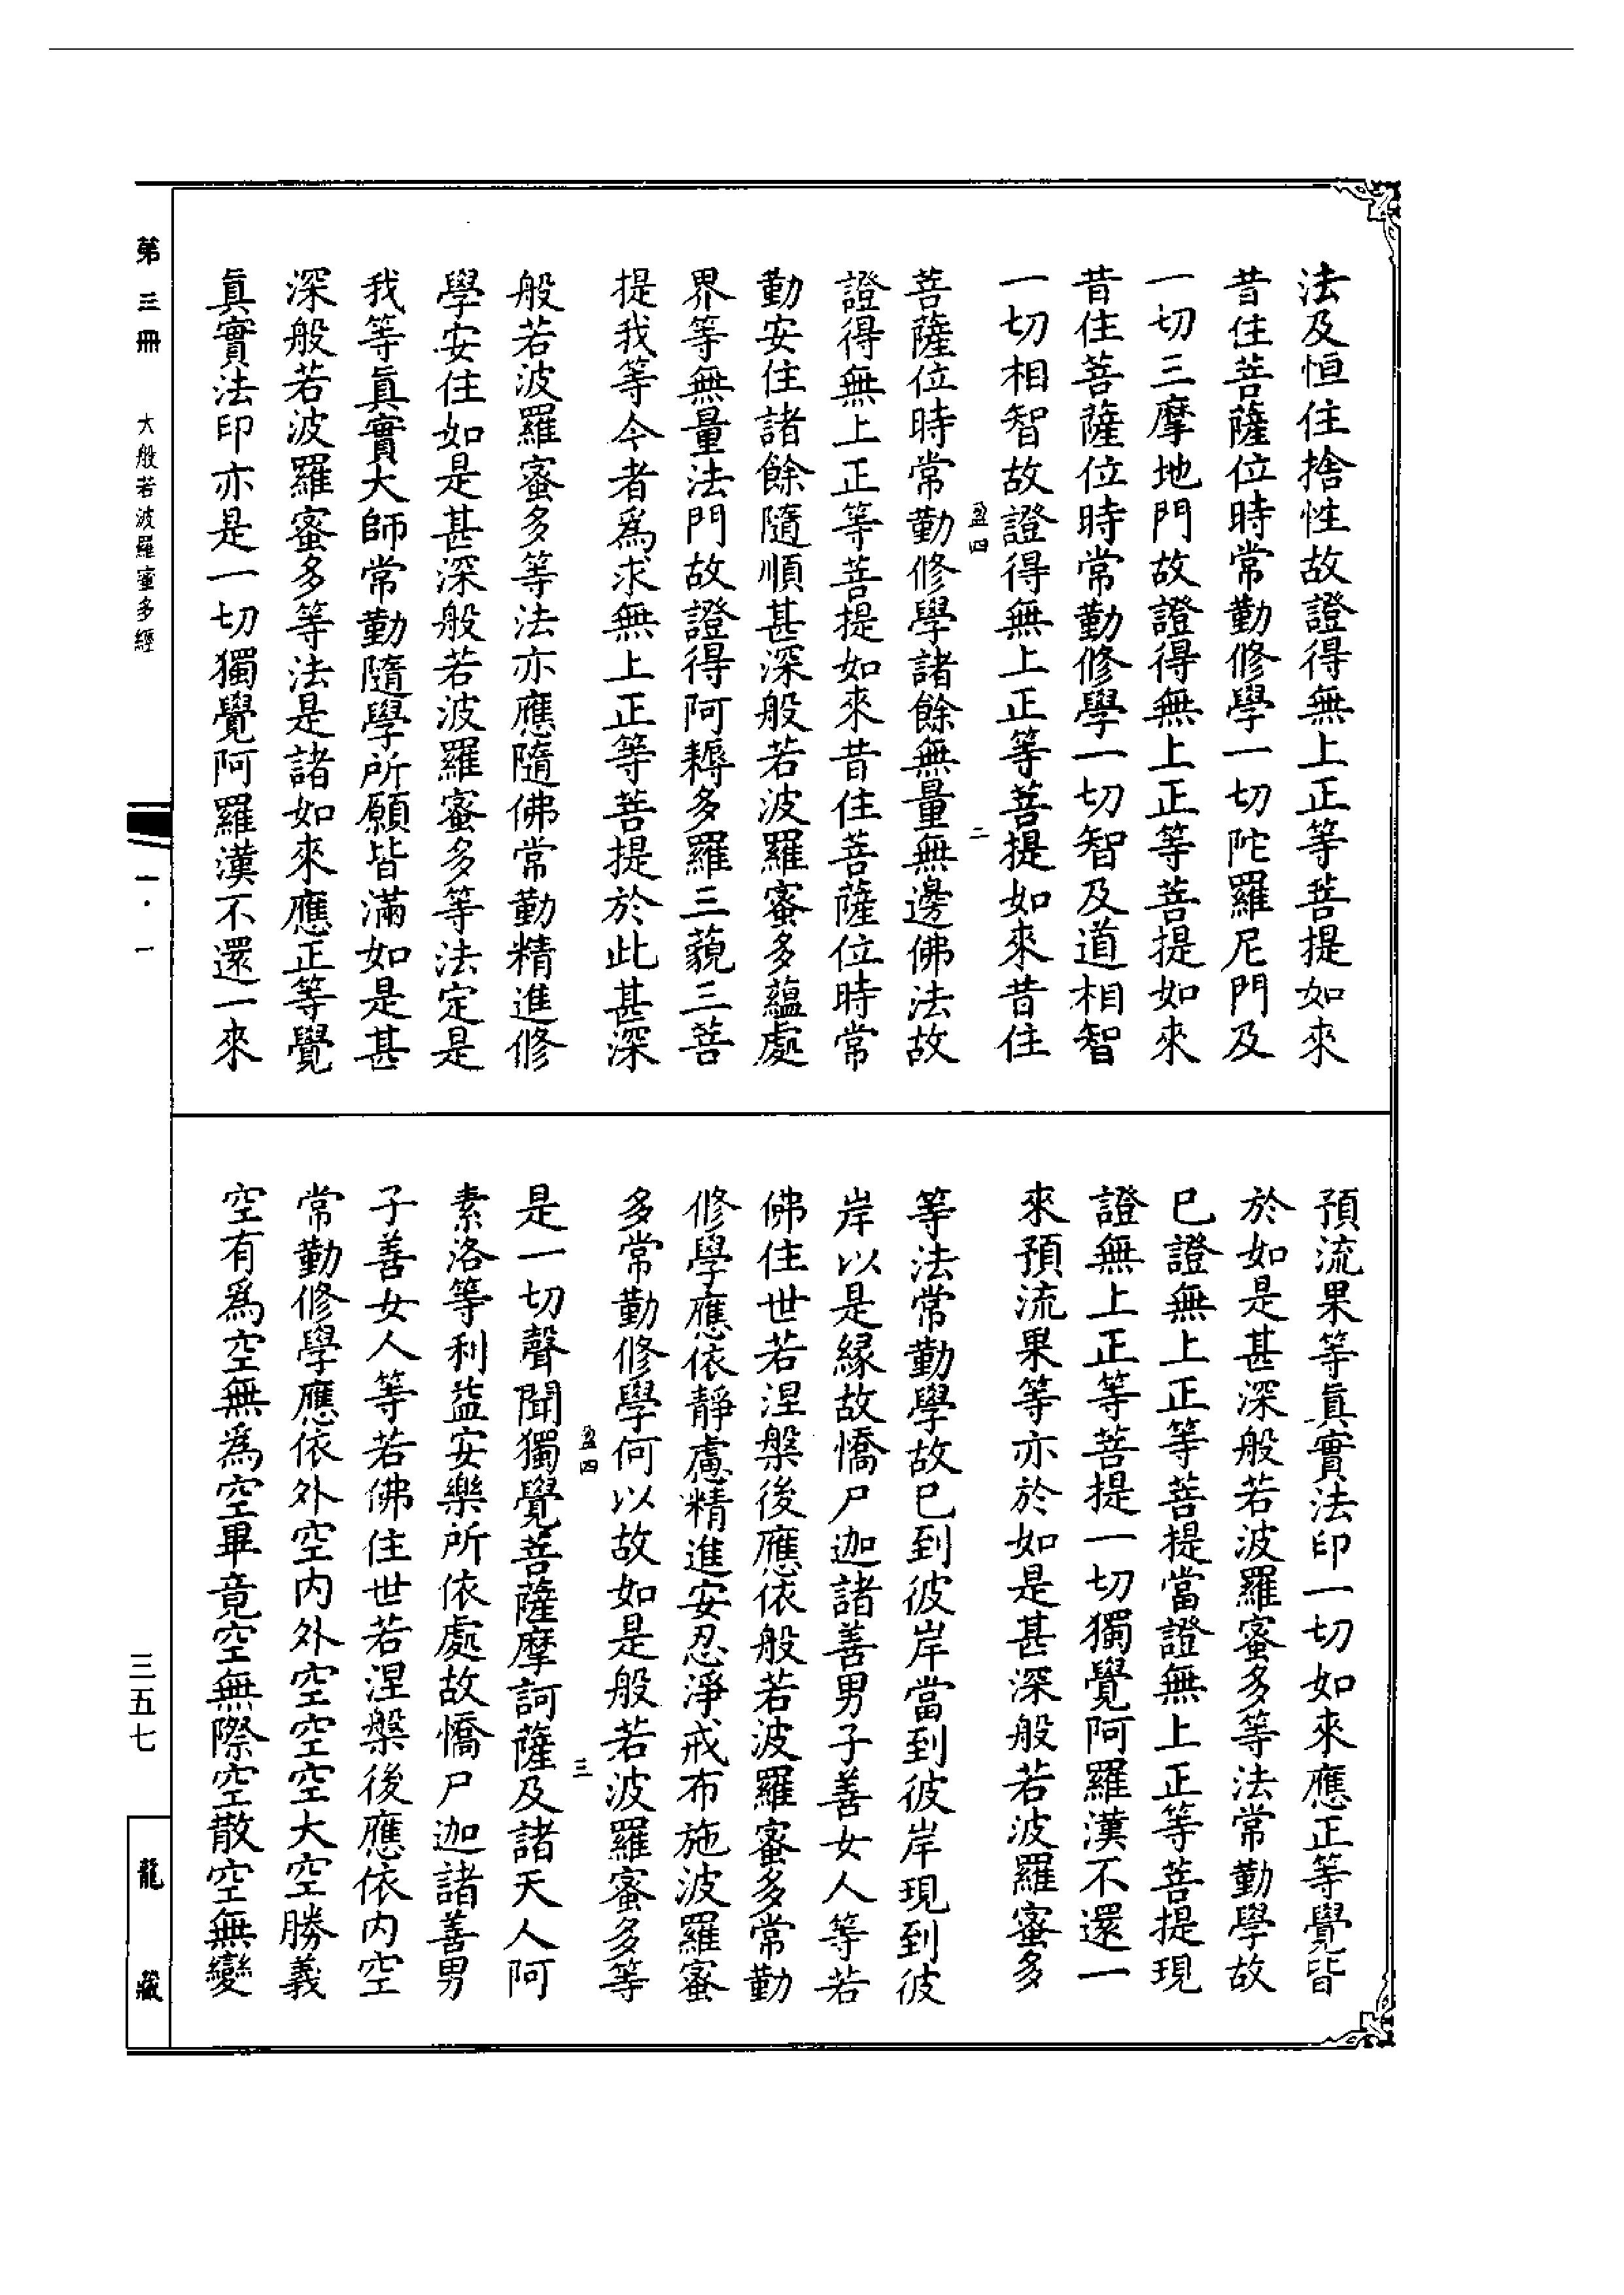 法及恒住捨性故證得無上正等菩提如來
昔住菩薩位時常勤修學一切陀羅尼門及
一切三摩地門故證得無上正等菩提如來
昔住菩薩位時常勤修學一切智及道相智
一切相智故證得無上正等菩提如來昔住
盈四 二
菩薩位時常勤修學諸餘無量無邊佛法故
證得無上正等菩提如來昔住菩薩位時常
勤安住諸餘隨順甚深般若波羅蜜多蘊處
界等無量法門故證得阿耨多羅三藐三菩
提我等今者爲求無上正等菩提於此甚深
般若波羅蜜多等法亦應隨佛常勤精進修
學安住如是甚深般若波羅蜜多等法定是
我等眞實大師常勤隨學所願皆滿如是甚
深般若波羅蜜多等法是諸如來應正等覺
眞實法印亦是一切獨覺阿羅漢不還一來
預流果等眞實法印一切如來應正等覺皆
於如是甚深般若波羅蜜多等法常勤學故
已證無上正等菩提當證無上正等菩提現
證無上正等菩提一切獨覺阿羅漢不還一
來預流果等亦於如是甚深般若波羅蜜多
等法常勤學故已到彼岸當到彼岸現到彼
岸以是緣故憍尸迦諸善男子善女人等若
佛住世若涅槃後應依般若波羅蜜多常勤
修學應依靜慮精進安忍淨戒布施波羅蜜
多常勤修學何以故如是般若波羅蜜多等
盈四 三
是一切聲聞獨覺菩薩摩訶薩及諸天人阿
素洛等利益安樂所依處故憍尸迦諸善男
子善女人等若佛住世若涅槃後應依內空
常勤修學應依外空內外空空空大空勝義
空有爲空無爲空畢竟空無際空散空無變
第三冊 大般若波羅蜜多經 一·一 三五七 龍藏